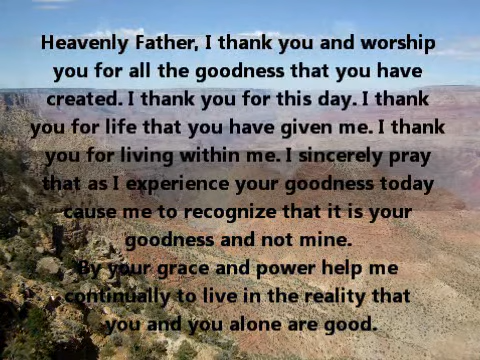 Heavenly Father, I thank you and worship
you for all the goodness that you have
created. I thank you for this day. I thank
you for life that you have given me. I thank
you for living within me. I sincerely pray
that as I experience your goodness today
cause me to recognize that it is your
goodness and not mine.
By your grace and power help me
continually to live in the reality that
you and you alone are good.